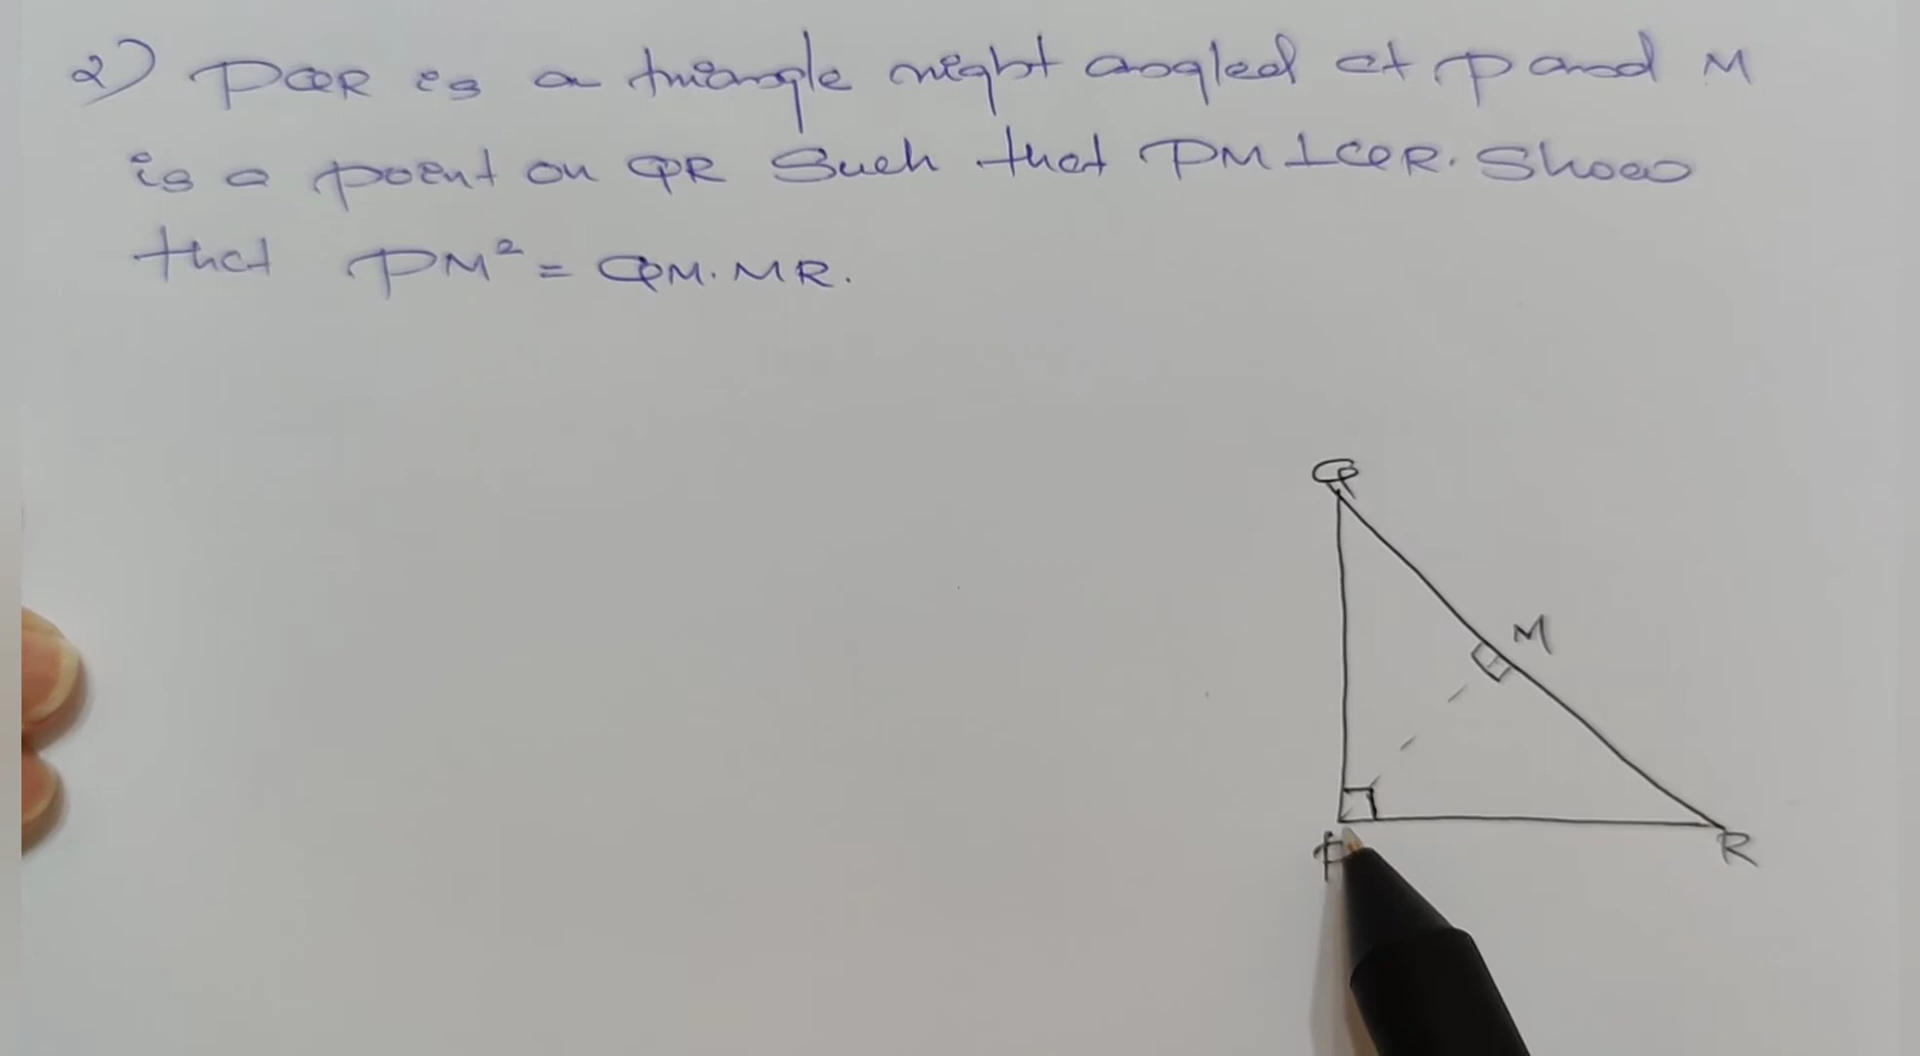 2) PQR is a triangle right angled at P and M
is a point on QR such that PM ⊥ QR. Show
that PM² = QM. MR.
Q
M
P
R